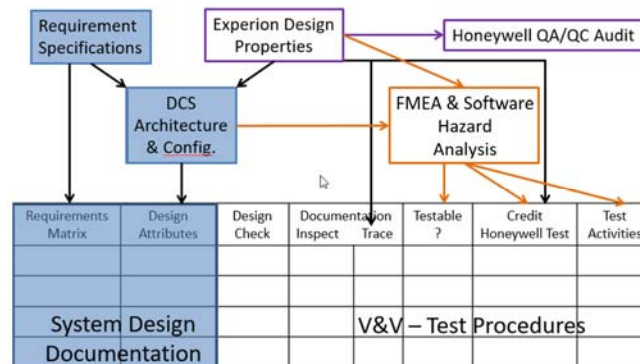 Requirement
Specifications
Experion Design
Properties
Honeywell QA/QC Audit
DCS
Architecture
& Config.
FMEA & Software
Hazard
Analysis
Requirements
Matrix
Design
Attributes
Design
Check
Documentation
Inspect Trace
Testable
?
Credit
Honeywell Test
Test
Activities
System Design
Documentation
V&V – Test Procedures